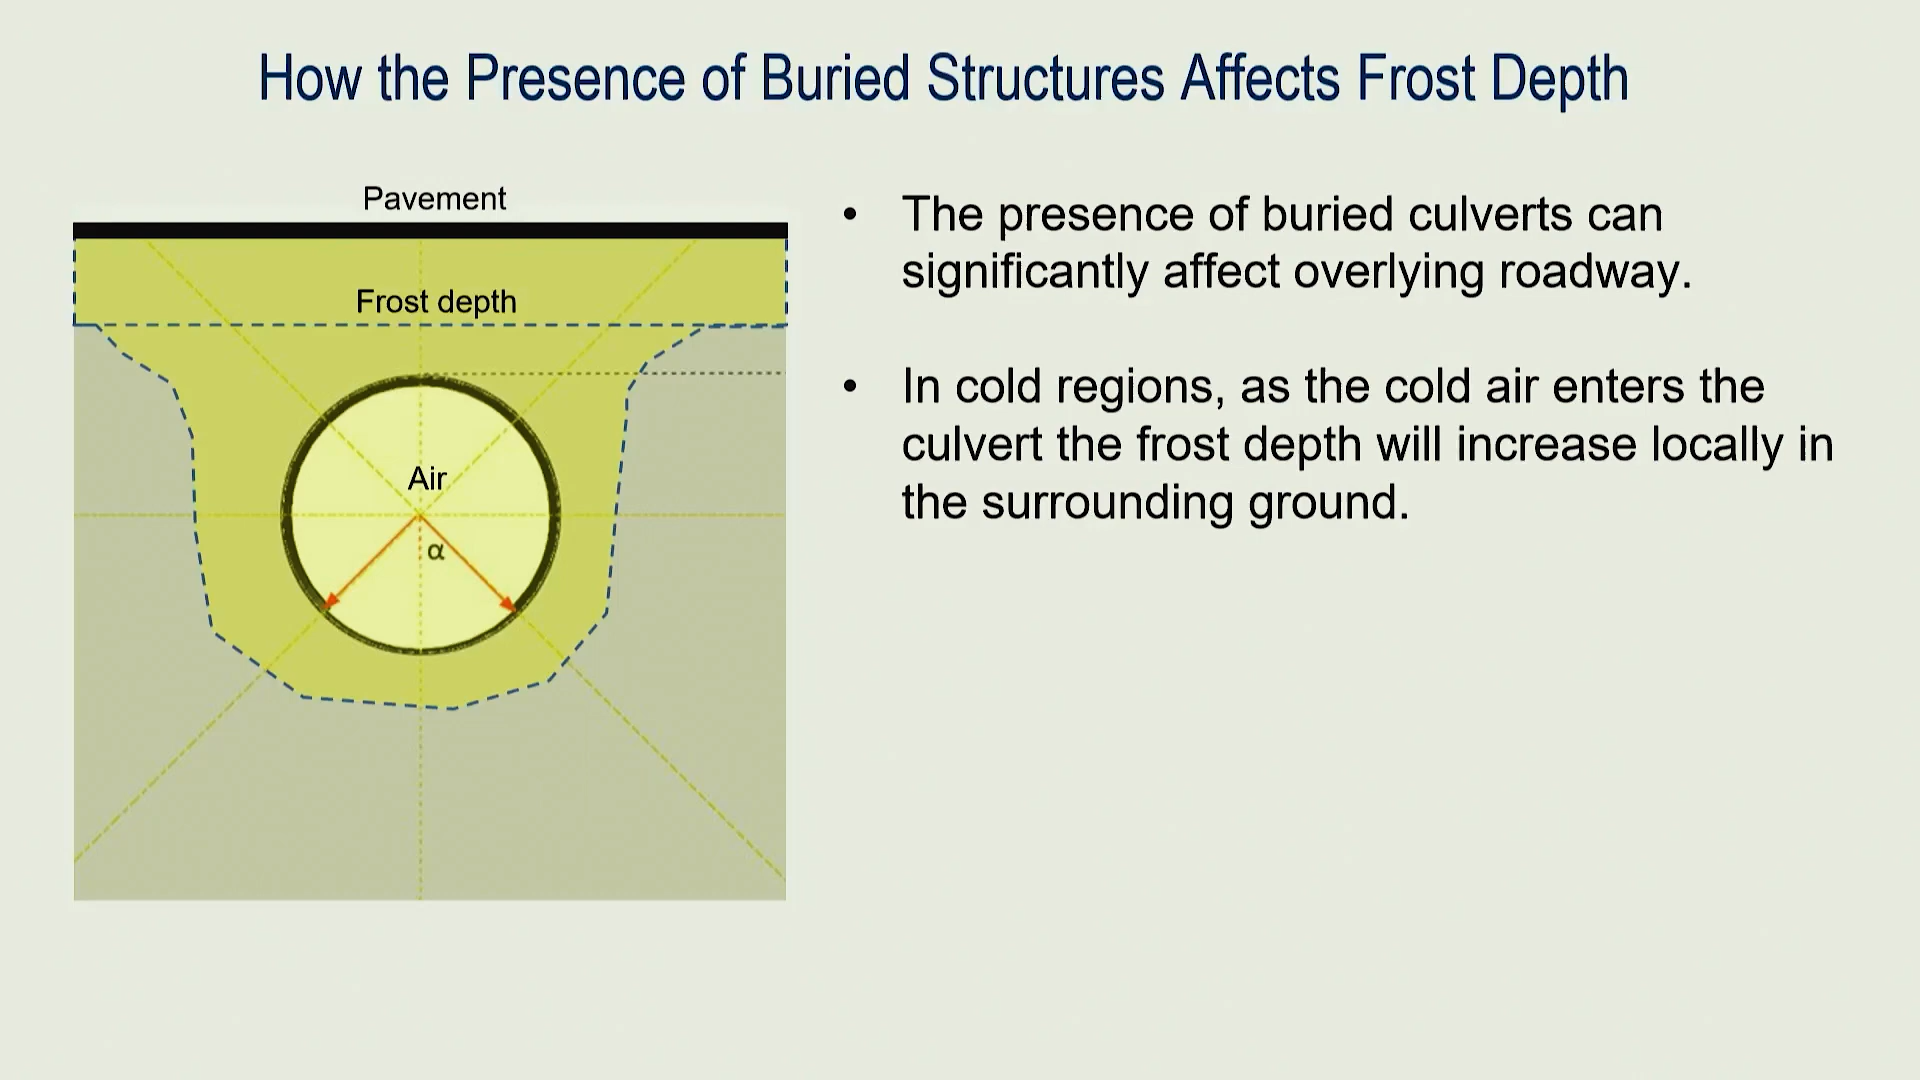 How the Presence of Buried Structures Affects Frost Depth
Pavement
Frost depth
Air
α
• The presence of buried culverts can
significantly affect overlying roadway.
• In cold regions, as the cold air enters the
culvert the frost depth will increase locally in
the surrounding ground.